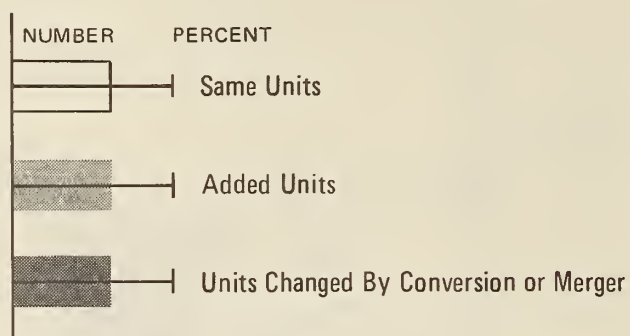 NUMBER PERCENT
Same Units
Added Units
Units Changed By Conversion or Merger